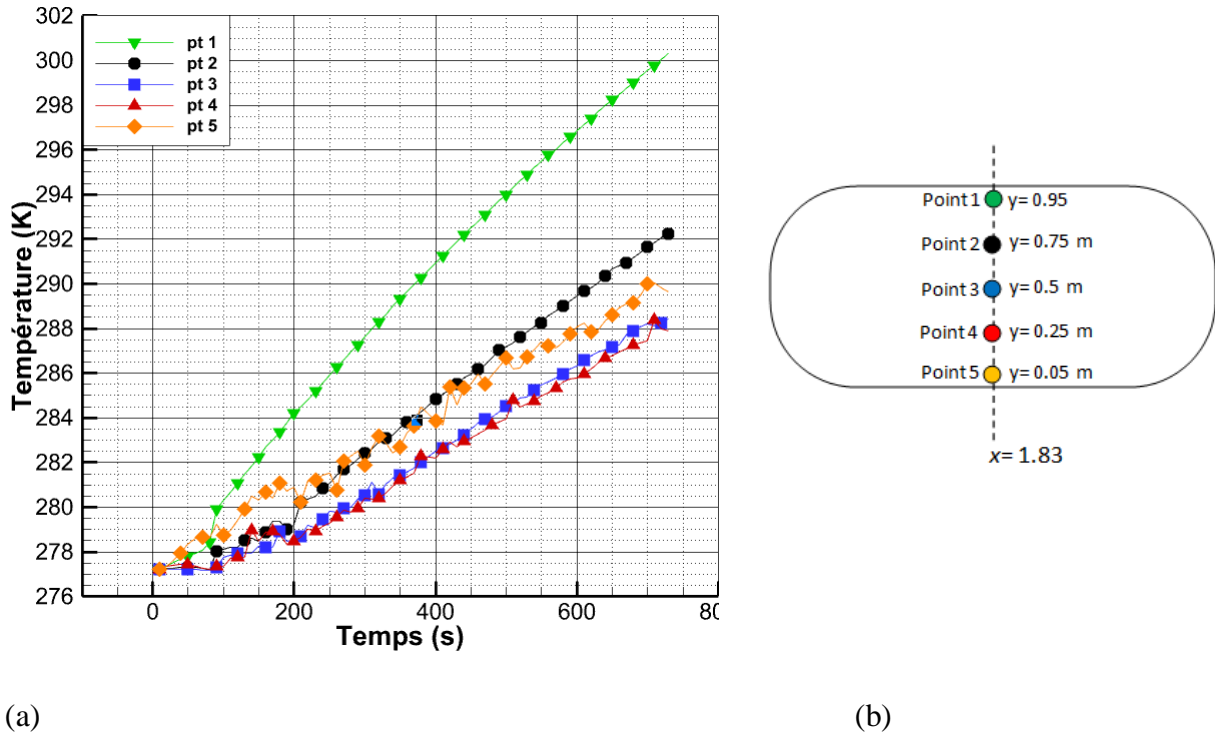 302
300
298
296
294
292
290
288
286
284
282
280
278
276
Température (K)
pt 1
pt 2
pt 3
pt 4
pt 5
0
200
400
600
80
Temps (s)
Point 1 y= 0.95
Point 2 y= 0.75 m
Point 3 y= 0.5 m
Point 4 y= 0.25 m
Point 5 y= 0.05 m
x= 1.83
(a)
(b)